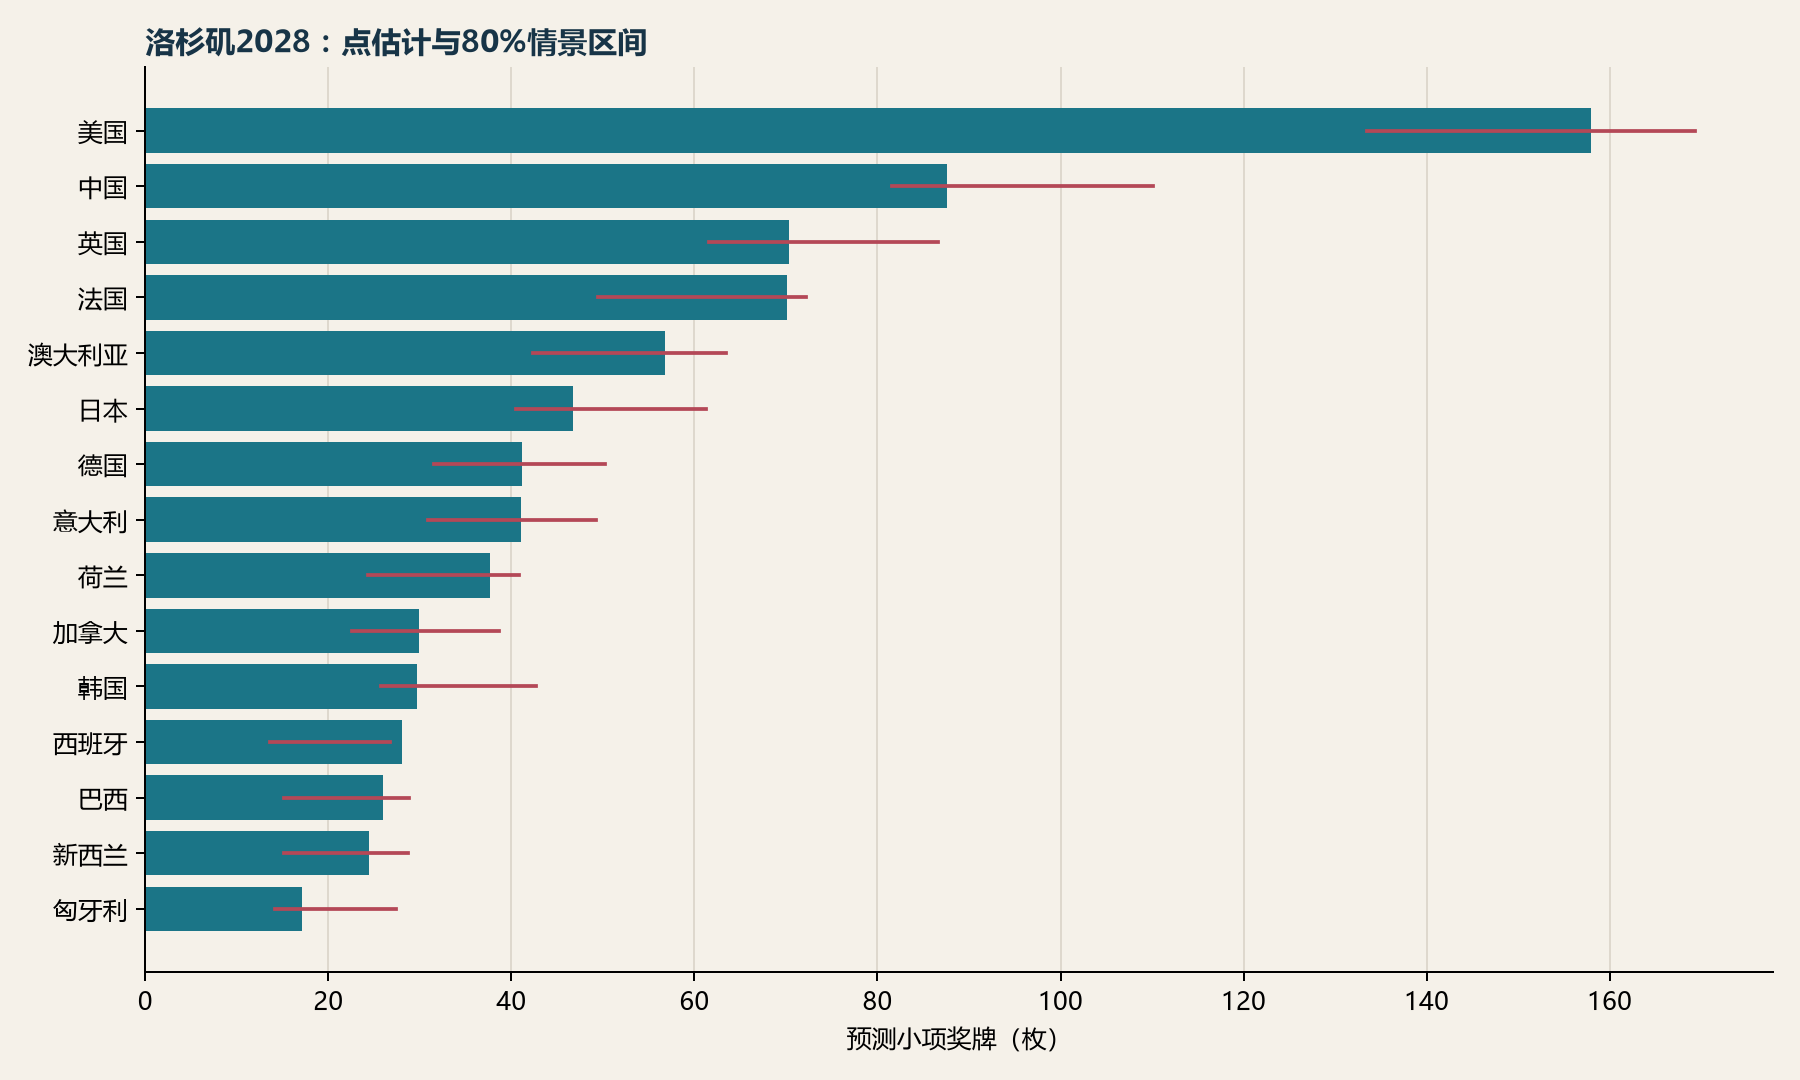 洛杉矶2028：点估计与80%情景区间
美国
中国
英国
法国
澳大利亚
日本
德国
意大利
荷兰
加拿大
韩国
西班牙
巴西
新西兰
匈牙利
0 20 40 60 80 100 120 140 160
预测小项奖牌（枚）